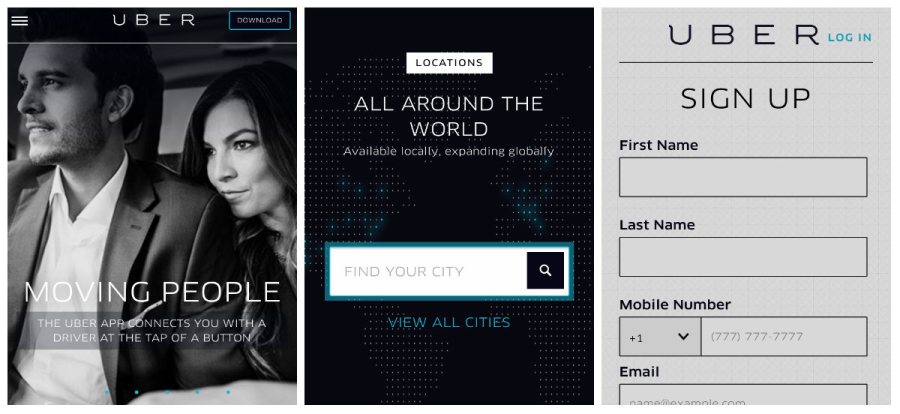 UBER
DOWNLOAD
MOVING PEOPLE
THE UBER APP CONNECTS YOU WITH A
DRIVER AT THE TAP OF A BUTTON
LOCATIONS
ALL AROUND THE
WORLD
Available locally, expanding globally
FIND YOUR CITY
VIEW ALL CITIES
UBER
LOG IN
SIGN UP
First Name
Last Name
Mobile Number
+1
(777) 777-7777
Email
name@example.com